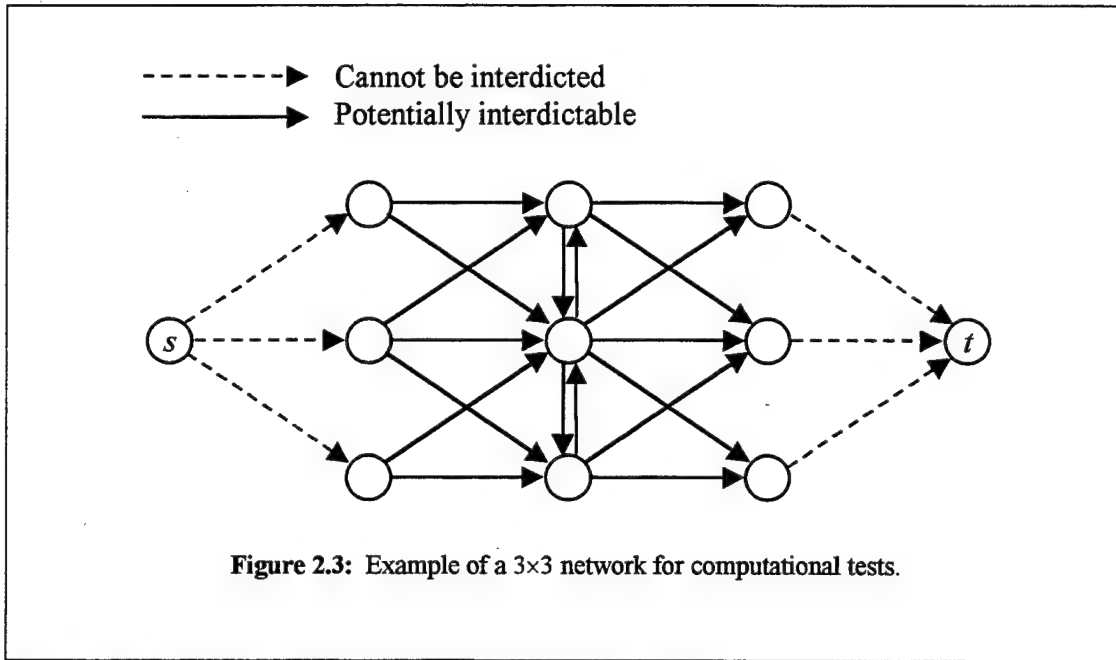 Cannot be interdicted
Potentially interdictable
s
t
Figure 2.3: Example of a 3×3 network for computational tests.